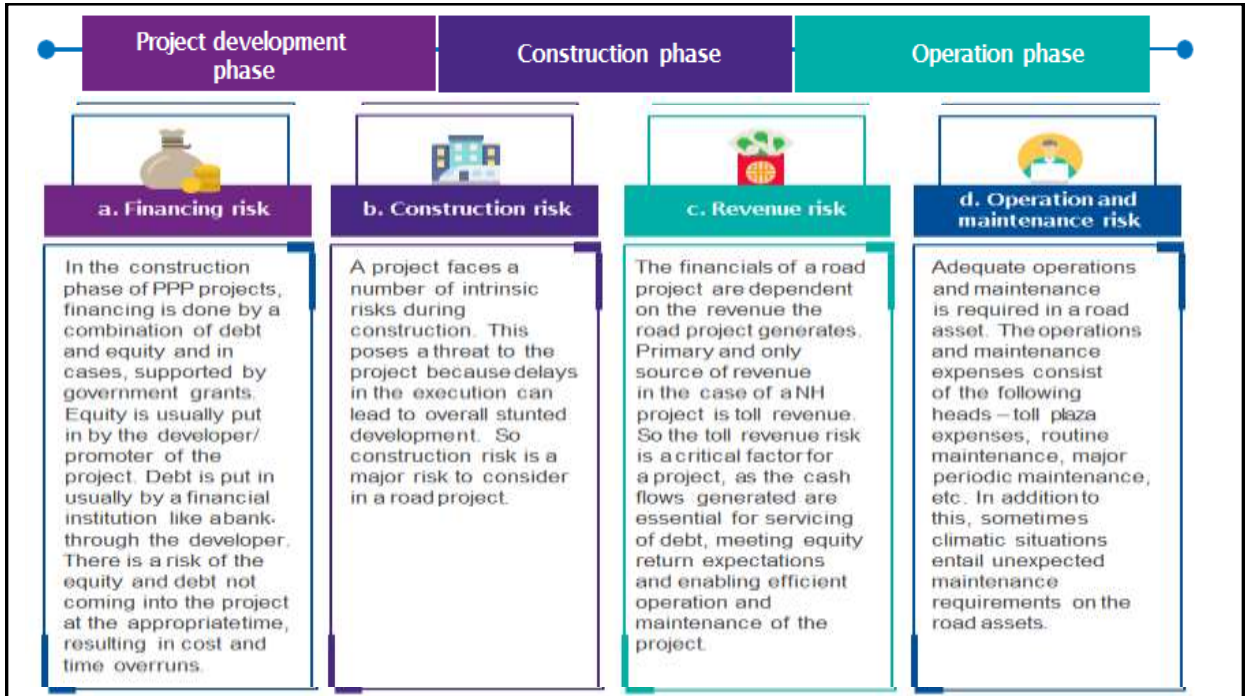 Project development
phase
Construction phase
Operation phase
a. Financing risk
In the construction
phase of PPP projects,
financing is done by a
combination of debt
and equity and in
cases, supported by
government grants.
Equity is usually put
in by the developer/
promoter of the
project. Debt is put in
usually by a financial
institution like a bank-
through the developer.
There is a risk of the
equity and debt not
coming into the project
at the appropriate time,
resulting in cost and
time overruns.
b. Construction risk
A project faces a
number of intrinsic
risks during
construction. This
poses a threat to the
project because delays
in the execution can
lead to overall stunted
development. So
construction risk is a
major risk to consider
in a road project.
c. Revenue risk
The financials of a road
project are dependent
on the revenue the
road project generates.
Primary and only
source of revenue
in the case of a NH
project is toll revenue.
So the toll revenue risk
is a critical factor for
a project, as the cash
flows generated are
essential for servicing
of debt, meeting equity
return expectations
and enabling efficient
operation and
maintenance of the
project.
d. Operation and
maintenance risk
Adequate operations
and maintenance
is required in a road
asset. The operations
and maintenance
expenses consist
of the following
heads – toll plaza
expenses, routine
maintenance, major
periodic maintenance,
etc. In addition to
this, sometimes
climatic situations
entail unexpected
maintenance
requirements on the
road assets.